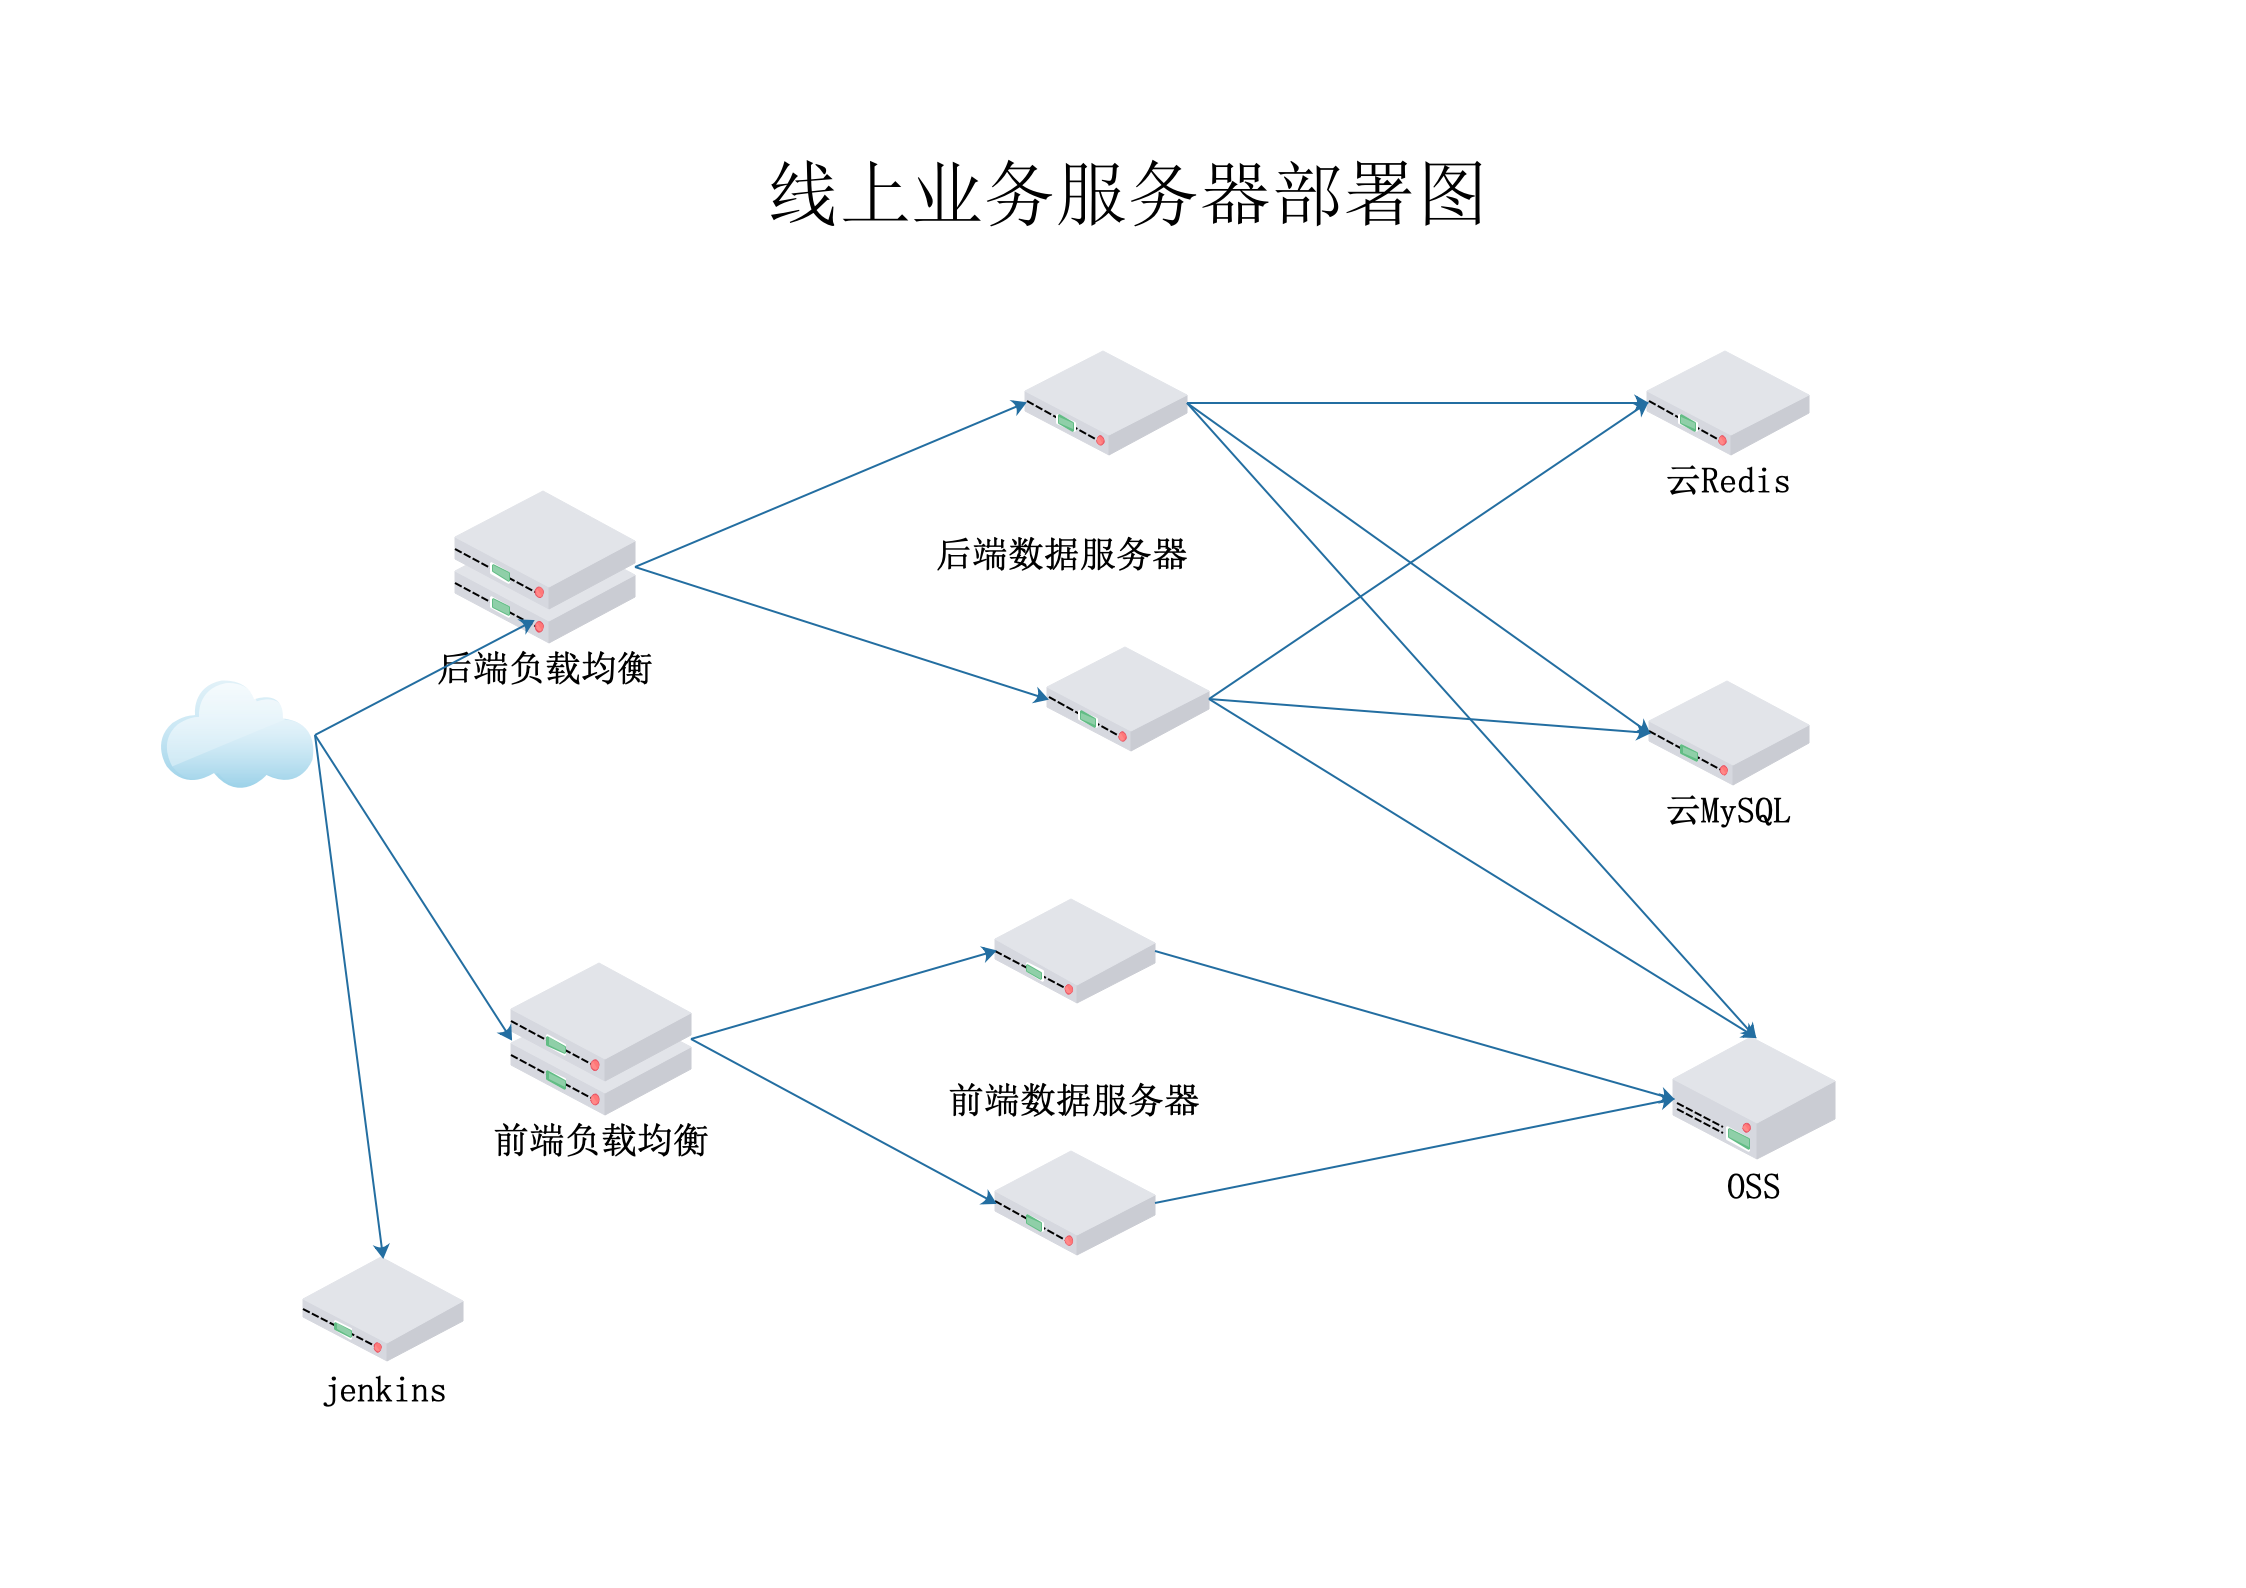 线上业务服务器部署图
云Redis
后端数据服务器
后端负载均衡
云MySQL
前端数据服务器
前端负载均衡
OSS
jenkins